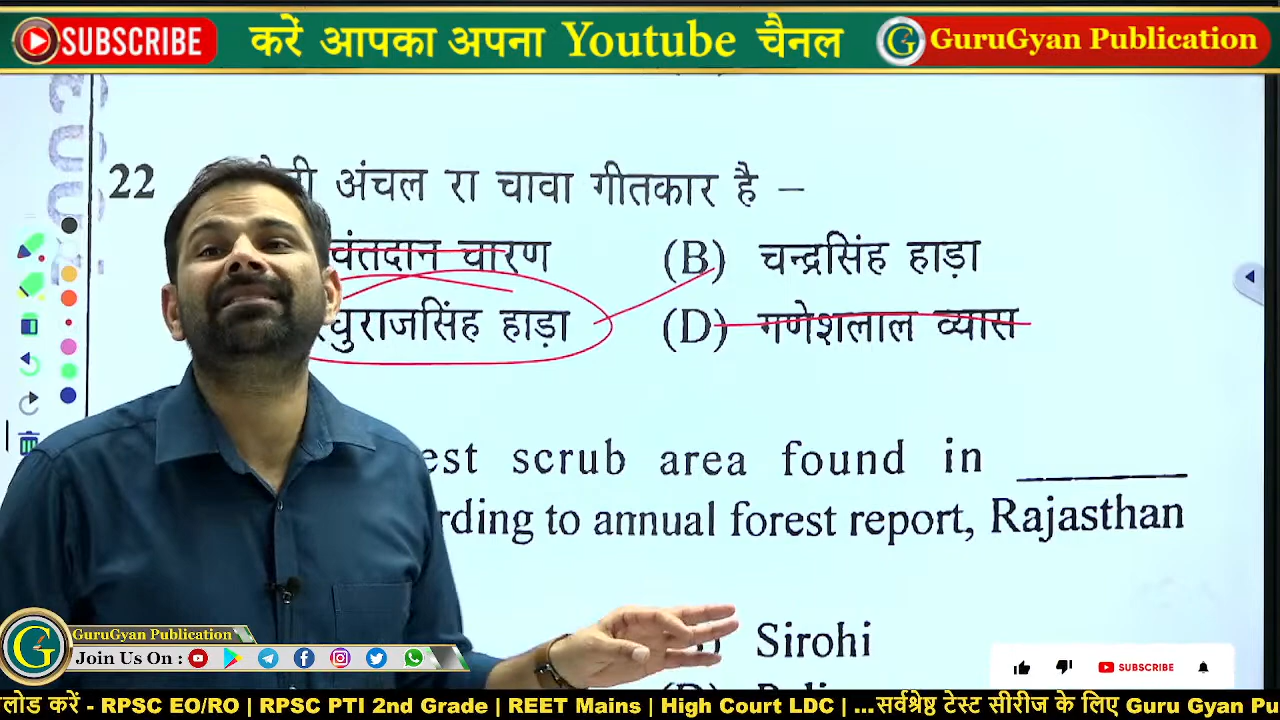 SUBSCRIBE करें आपका अपना Youtube चैनल G GuruGyan Publication
22 अंचल रा चावा गीतकार है –
वंतदान चारण (B) चन्द्रसिंह हाड़ा
घुराजसिंह हाड़ा (D) गणेशलाल व्यास
est scrub area found in ______
rding to annual forest report, Rajasthan
Sirohi
GuruGyan Publication
Join Us On :
SUBSCRIBE
लोड करें - RPSC EO/RO | RPSC PTI 2nd Grade | REET Mains | High Court LDC | ...सर्वश्रेष्ठ टेस्ट सीरीज के लिए Guru Gyan Pu